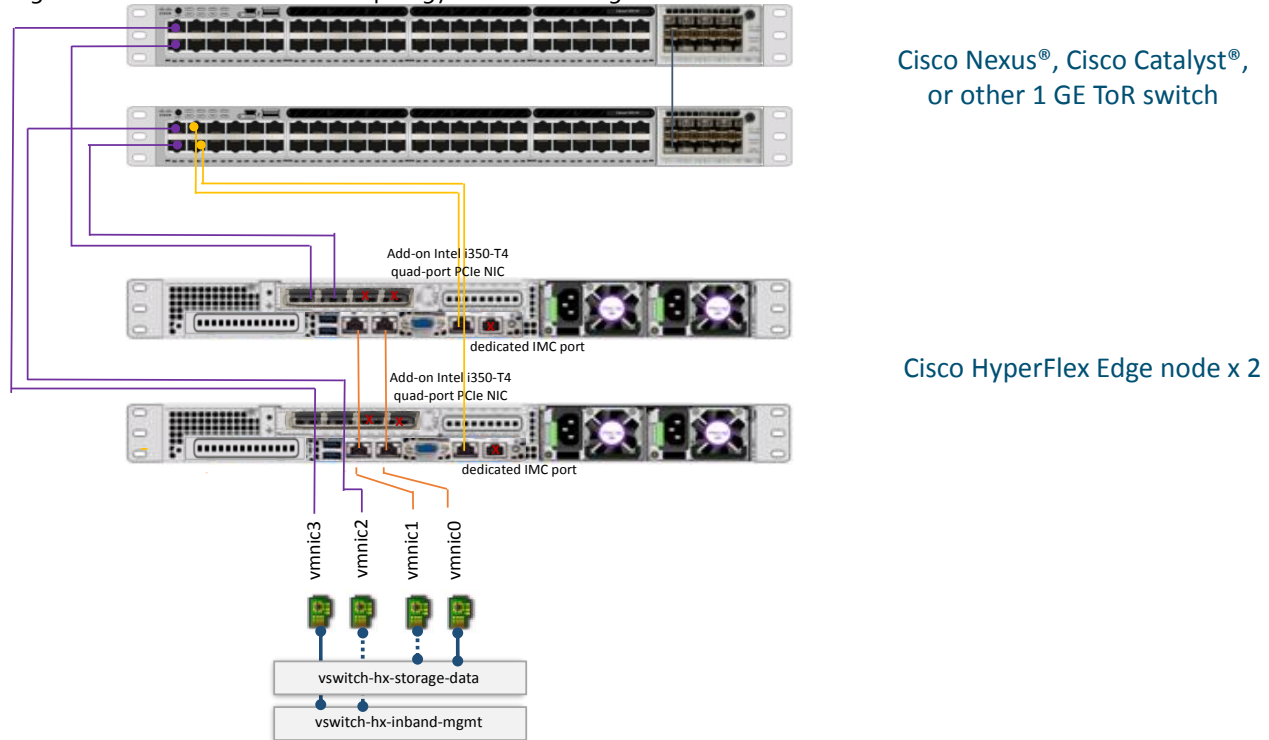 Cisco Nexus®, Cisco Catalyst®,
or other 1 GE ToR switch
Add-on Intel i350-T4
quad-port PCIe NIC
dedicated IMC port
Cisco HyperFlex Edge node x 2
Add-on Intel i350-T4
quad-port PCIe NIC
dedicated IMC port
vmnic3
vmnic2
vmnic1
vmnic0
vswitch-hx-storage-data
vswitch-hx-inband-mgmt